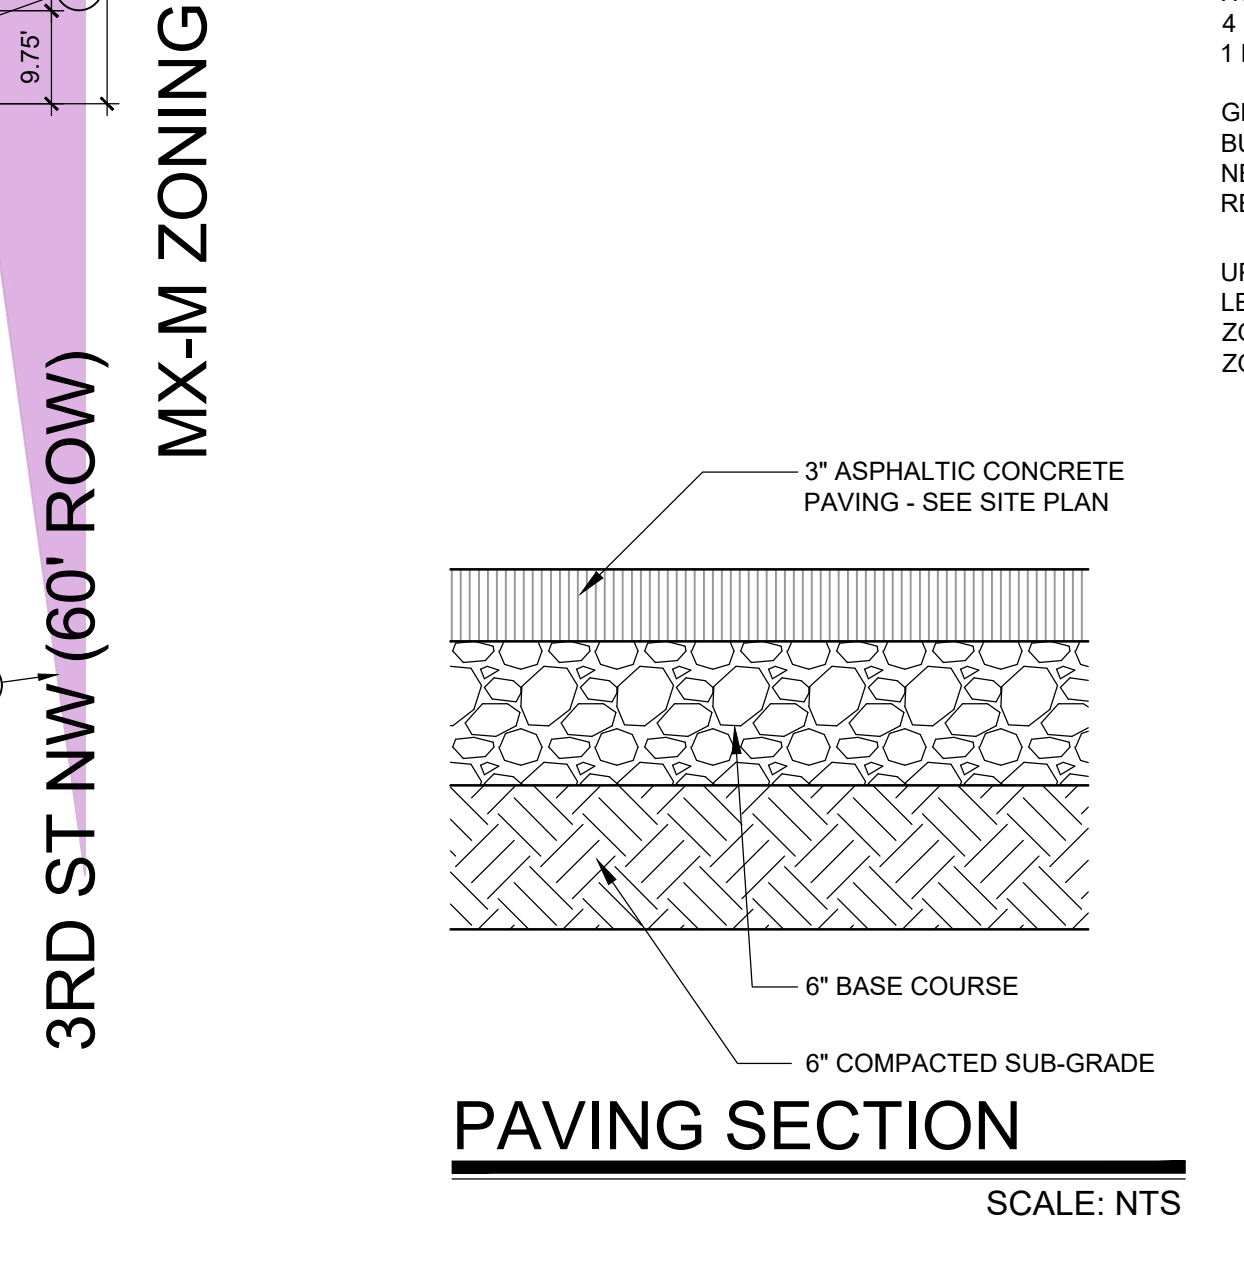 9.75'
MX-M ZONING
3RD ST NW (60' ROW)
4
1
3" ASPHALTIC CONCRETE
PAVING - SEE SITE PLAN
6" BASE COURSE
6" COMPACTED SUB-GRADE
PAVING SECTION
SCALE: NTS